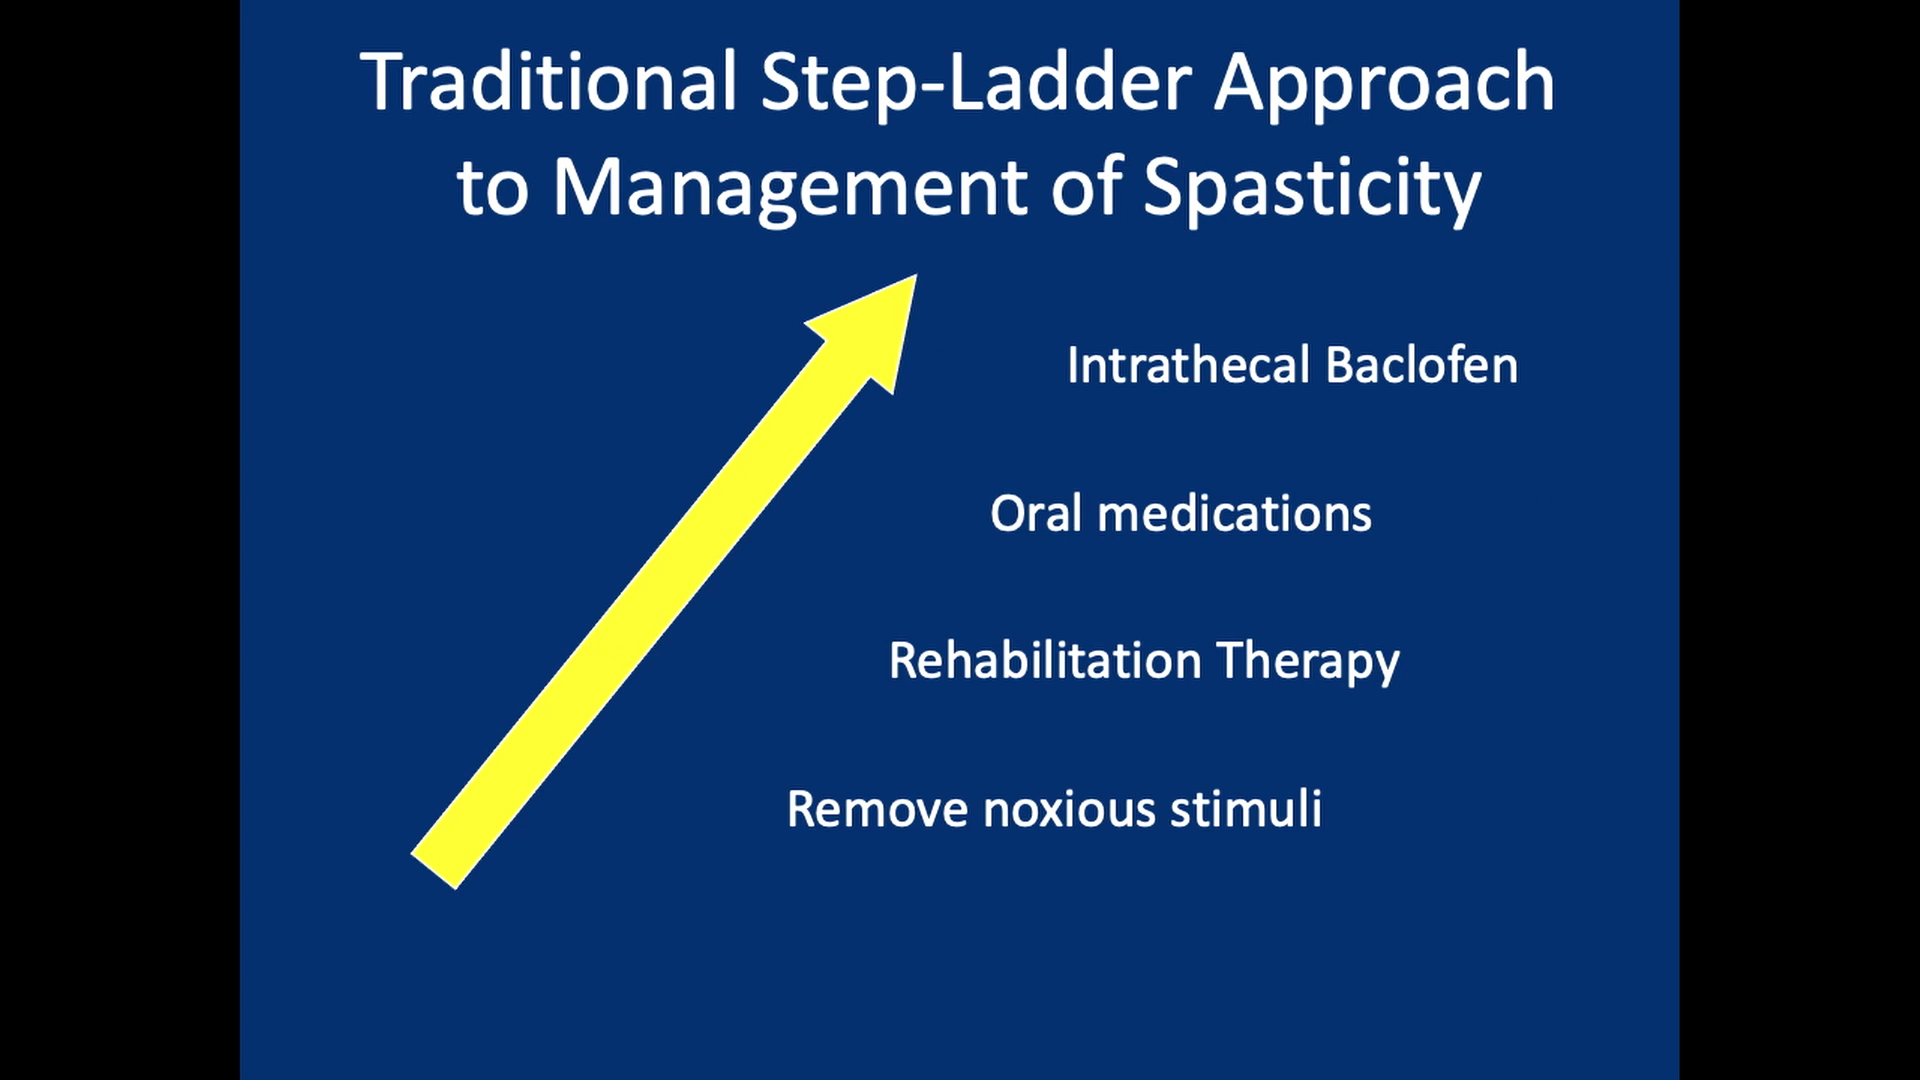 Traditional Step-Ladder Approach
to Management of Spasticity
Intrathecal Baclofen
Oral medications
Rehabilitation Therapy
Remove noxious stimuli